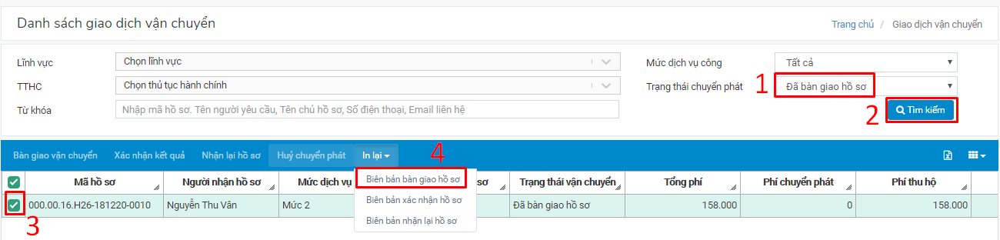 Danh sách giao dịch vận chuyển
Trang chủ / Giao dịch vận chuyển
Lĩnh vực Chọn lĩnh vực Mức dịch vụ công Tất cả
TTHC Chọn thủ tục hành chính Trạng thái chuyển phát 1 Đã bàn giao hồ sơ
Từ khóa Nhập mã hồ sơ. Tên người yêu cầu, Tên chủ hồ sơ, Số điện thoại, Email liên hệ 2 Tìm kiếm
Bàn giao vận chuyển Xác nhận kết quả Nhận lại hồ sơ Huỷ chuyển phát In lại 4
Mã hồ sơ Người nhận hồ sơ Mức dịch vụ Biên bản bàn giao hồ sơ sơ Trạng thái vận chuyển Tổng phí Phí chuyển phát Phí thu hộ
3 000.00.16.H26-181220-0010 Nguyễn Thu Vân Mức 2 Biên bản xác nhận hồ sơ Đã bàn giao hồ sơ 158.000 0 158.000
Biên bản nhận lại hồ sơ